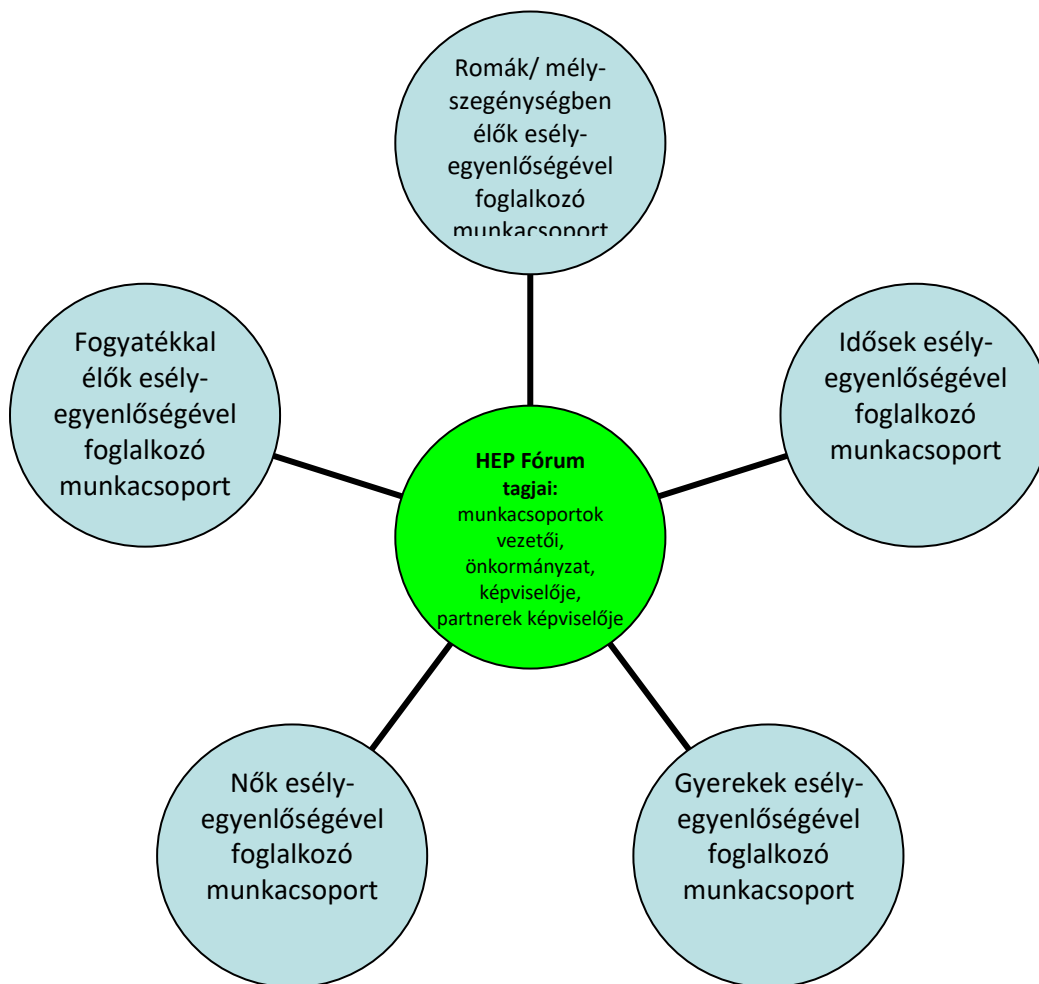 Romák/ mély-
szegénységben
élők esély-
egyenlőségével
foglalkozó
munkacsoport
Fogyatékkal
élők esély-
egyenlőségével
foglalkozó
munkacsoport
Idősek esély-
egyenlőségével
foglalkozó
munkacsoport
HEP Fórum
tagjai:
munkacsoportok
vezetői,
önkormányzat,
képviselője,
partnerek képviselője
Nők esély-
egyenlőségével
foglalkozó
munkacsoport
Gyerekek esély-
egyenlőségével
foglalkozó
munkacsoport